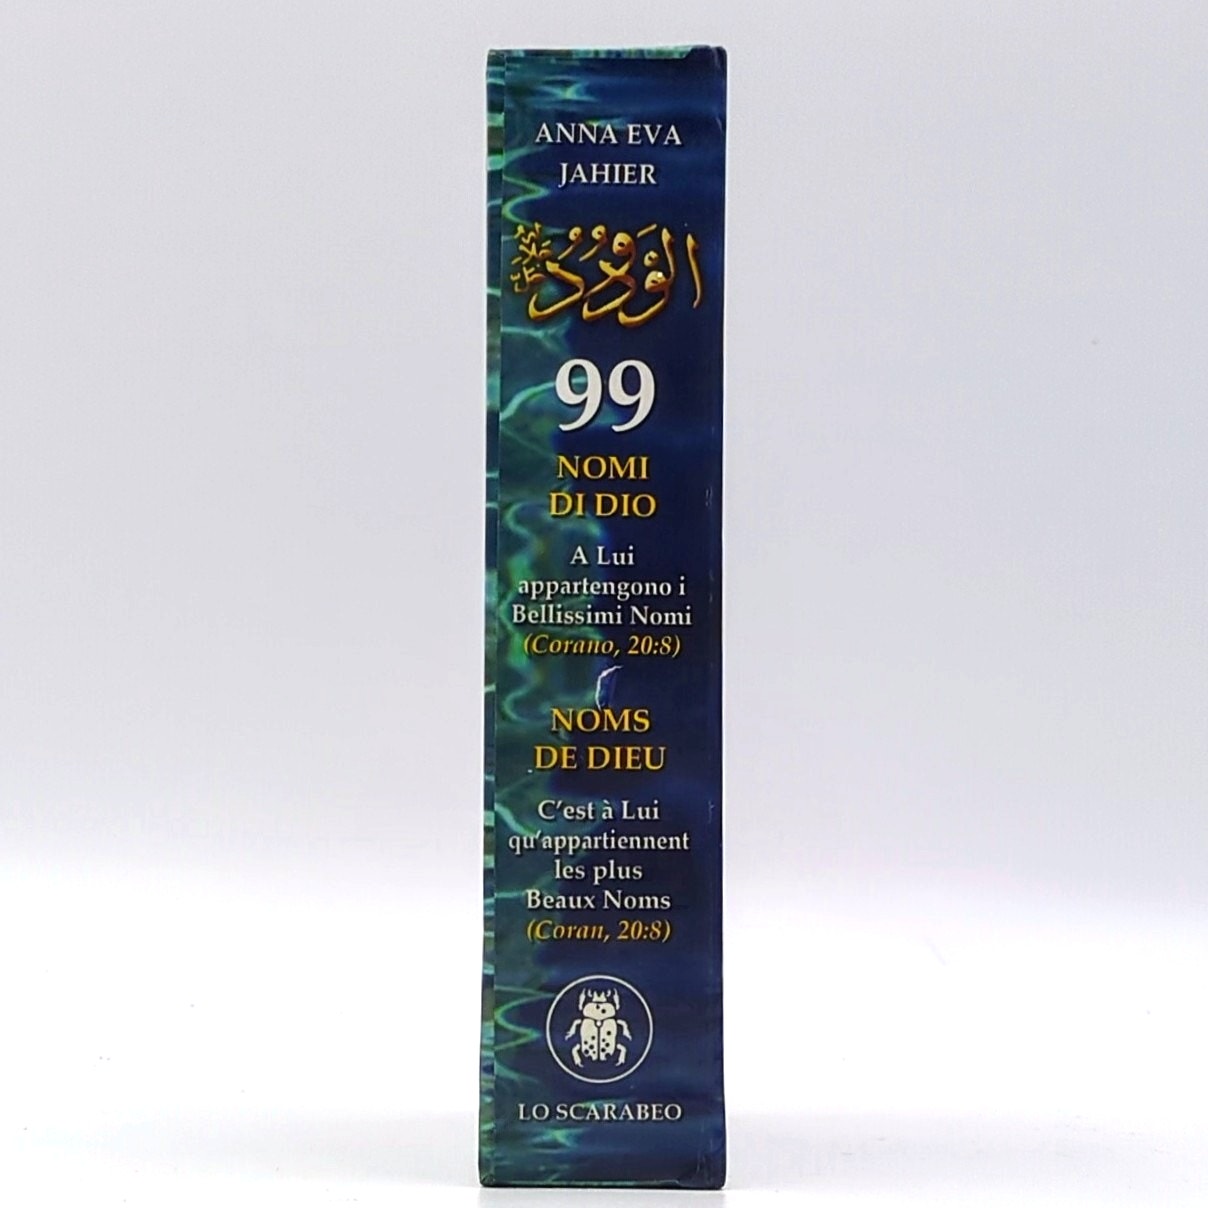 ANNA EVA
JAHIER
الوَدُودُ جَلَّ جَلَالُهُ
99
NOMI
DI DIO
A Lui
appartengono i
Bellissimi Nomi
(Corano, 20:8)
NOMS
DE DIEU
C'est à Lui
qu'appartiennent
les plus
Beaux Noms
(Coran, 20:8)
LO SCARABEO